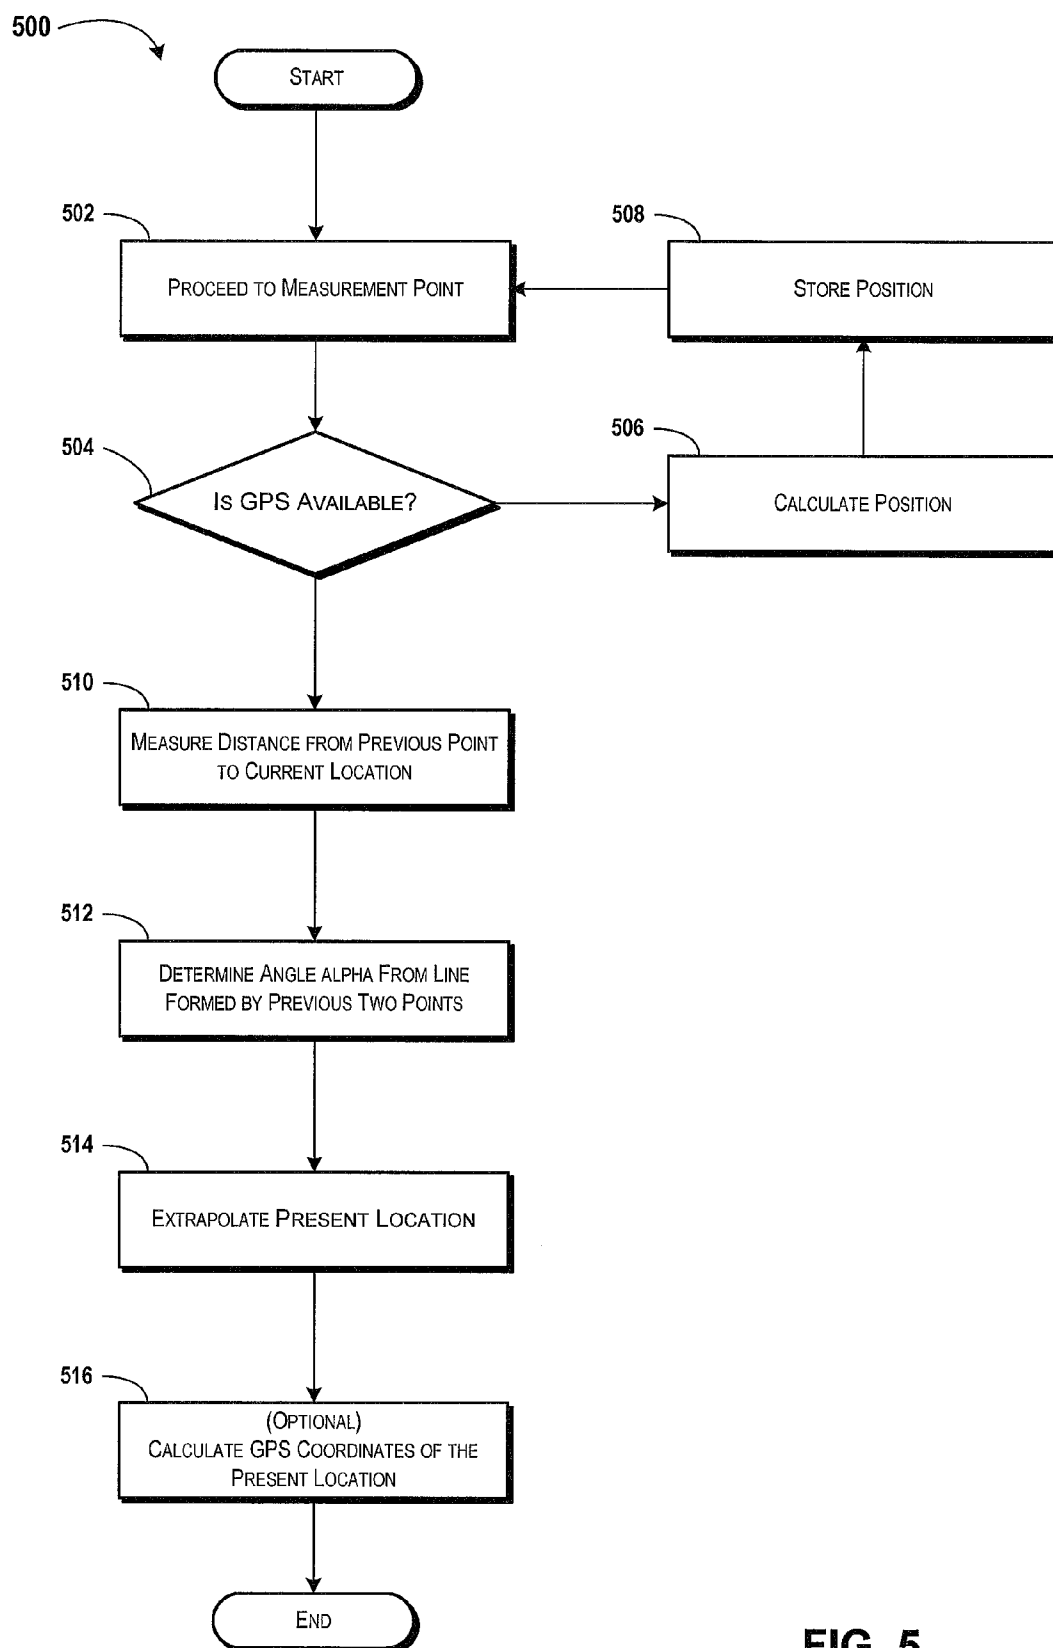 500
START
502
PROCEED TO MEASUREMENT POINT
508
STORE POSITION
504
IS GPS AVAILABLE?
506
CALCULATE POSITION
510
MEASURE DISTANCE FROM PREVIOUS POINT
TO CURRENT LOCATION
512
DETERMINE ANGLE ALPHA FROM LINE
FORMED BY PREVIOUS TWO POINTS
514
EXTRAPOLATE PRESENT LOCATION
516
(OPTIONAL)
CALCULATE GPS COORDINATES OF THE
PRESENT LOCATION
END
FIG. 5